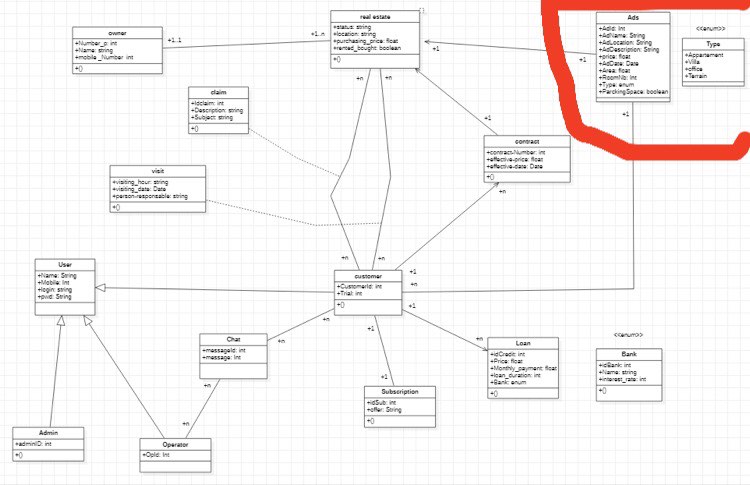 real estate
+status: string
+location: string
+purchasing_price: float
+rented_bought: boolean
+()
owner
+Number_p: int
+Name: string
+mobile_Number int
+()
+1..1
+1..n
Ads
+AdId: Int
+AdName: String
+AdLocation: String
+AdDescription: String
+price: float
+AdDate: Date
+Area: float
+RoomNb: Int
+Type: enum
+ParckingSpace: boolean
<<enum>>
Type
+Appartement
+Villa
+office
+Terrain
+1
+1
+n
+n
+1
claim
+Idclaim: int
+Description: string
+Subject: string
+()
+1
contract
+contract-Number: int
+effective-price: float
+effective-date: Date
+()
+n
visit
+visiting_hour: string
+visiting_date: Date
+personresponsable: string
+()
User
+Name: String
+Mobile: Int
+login: string
+pwd: String
+n
+n
customer
+CustomerId: int
+Trial: int
+()
+1
+n
+1
+n
+1
Chat
+messageId: int
+message: Int
+n
+n
+n
Loan
+idCredit: int
+Price: float
+Monthly_payment: float
+loan_duration: int
+Bank: enum
+n
<<enum>>
Bank
+idBank: int
+Name: string
+interest_rate: int
+()
+1
Subscription
+idSub: int
+offer: String
+()
Admin
+adminID: int
+()
Operator
+OpId: Int